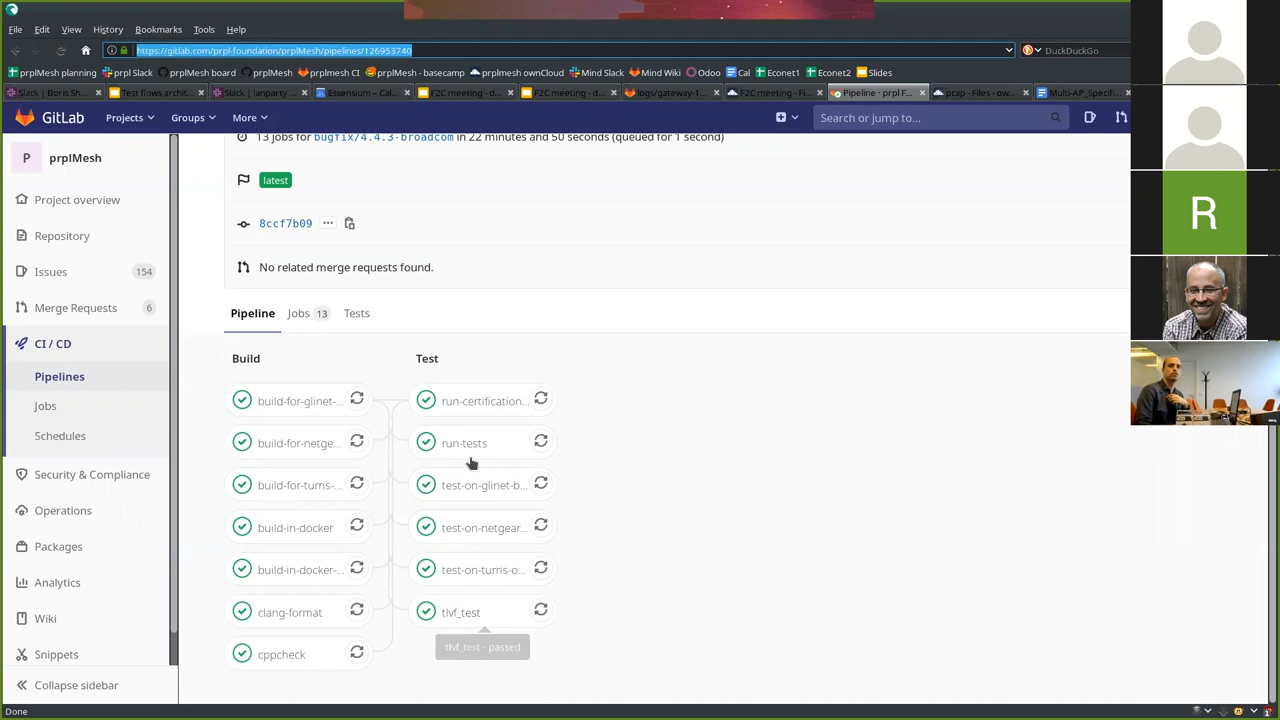 File Edit View History Bookmarks Tools Help
https://gitlab.com/prpl-foundation/prplMesh/pipelines/126953740
DuckDuckGo
prplMesh planning prpl Slack prplMesh board prplMesh prplmesh CI prplMesh - basecamp prplmesh ownCloud Mind Slack Mind Wiki Odoo Cal Econet1 Econet2 Slides
Slack | Boris Sh... Test flows archit... Slack | lanparty ... Essensium – Cal... F2C meeting - d... F2C meeting - d... logs/gateway-1... F2C meeting - Fi... Pipeline · prpl F... pcap - Files - ow... Multi-AP_Specifi...
GitLab Projects Groups More Search or jump to...
13 jobs for bugfix/4.4.3-broadcom in 22 minutes and 50 seconds (queued for 1 second)
P prplMesh
latest
Project overview
8ccf7b09 ...
Repository
No related merge requests found.
Issues 154
Merge Requests 6
Pipeline Jobs 13 Tests
CI / CD
Build Test
Pipelines
build-for-glinet-... run-certification...
Jobs
build-for-netge... run-tests
Schedules
Security & Compliance
build-for-turris-... test-on-glinet-b...
Operations
build-in-docker test-on-netgear...
Packages
build-in-docker-... test-on-turris-o...
Analytics
clang-format tlvf_test
Wiki
tlvf_test - passed
cppcheck
Snippets
Collapse sidebar
Done
R